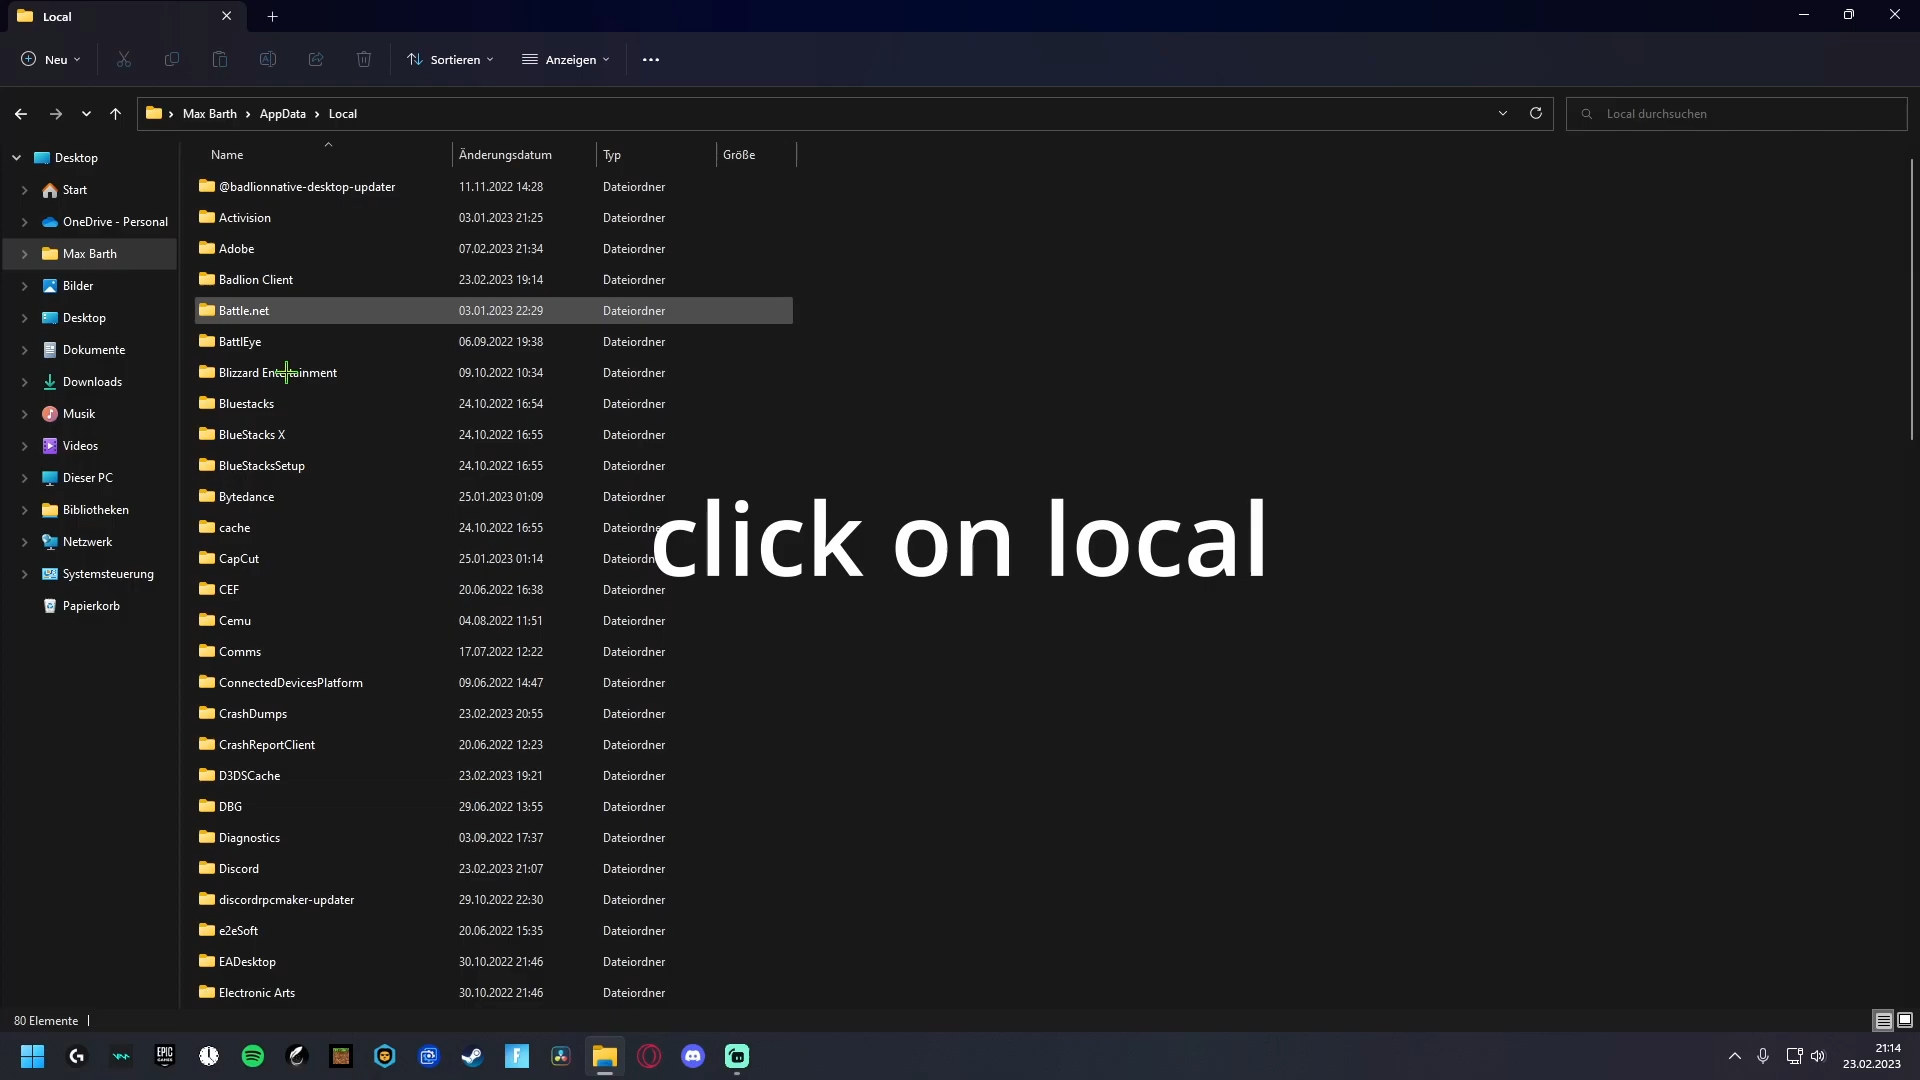 Local
Neu
Sortieren
Anzeigen
Max Barth
AppData
Local
Local durchsuchen
Desktop
Start
OneDrive - Personal
Max Barth
Bilder
Desktop
Dokumente
Downloads
Musik
Videos
Dieser PC
Bibliotheken
Netzwerk
Systemsteuerung
Papierkorb
Name Änderungsdatum Typ Größe
@badlionnative-desktop-updater 11.11.2022 14:28 Dateiordner
Activision 03.01.2023 21:25 Dateiordner
Adobe 07.02.2023 21:34 Dateiordner
Badlion Client 23.02.2023 19:14 Dateiordner
Battle.net 03.01.2023 22:29 Dateiordner
BattlEye 06.09.2022 19:38 Dateiordner
Blizzard Entertainment 09.10.2022 10:34 Dateiordner
Bluestacks 24.10.2022 16:54 Dateiordner
BlueStacks X 24.10.2022 16:55 Dateiordner
BlueStacksSetup 24.10.2022 16:55 Dateiordner
Bytedance 25.01.2023 01:09 Dateiordner
cache 24.10.2022 16:55 Dateiordner
CapCut 25.01.2023 01:14 Dateiordner
CEF 20.06.2022 16:38 Dateiordner
Cemu 04.08.2022 11:51 Dateiordner
Comms 17.07.2022 12:22 Dateiordner
ConnectedDevicesPlatform 09.06.2022 14:47 Dateiordner
CrashDumps 23.02.2023 20:55 Dateiordner
CrashReportClient 20.06.2022 12:23 Dateiordner
D3DSCache 23.02.2023 19:21 Dateiordner
DBG 29.06.2022 13:55 Dateiordner
Diagnostics 03.09.2022 17:37 Dateiordner
Discord 23.02.2023 21:07 Dateiordner
discordrpcmaker-updater 29.10.2022 22:30 Dateiordner
e2eSoft 20.06.2022 15:35 Dateiordner
EADesktop 30.10.2022 21:46 Dateiordner
Electronic Arts 30.10.2022 21:46 Dateiordner
click on local
80 Elemente
EPIC
GAMES
21:14
23.02.2023